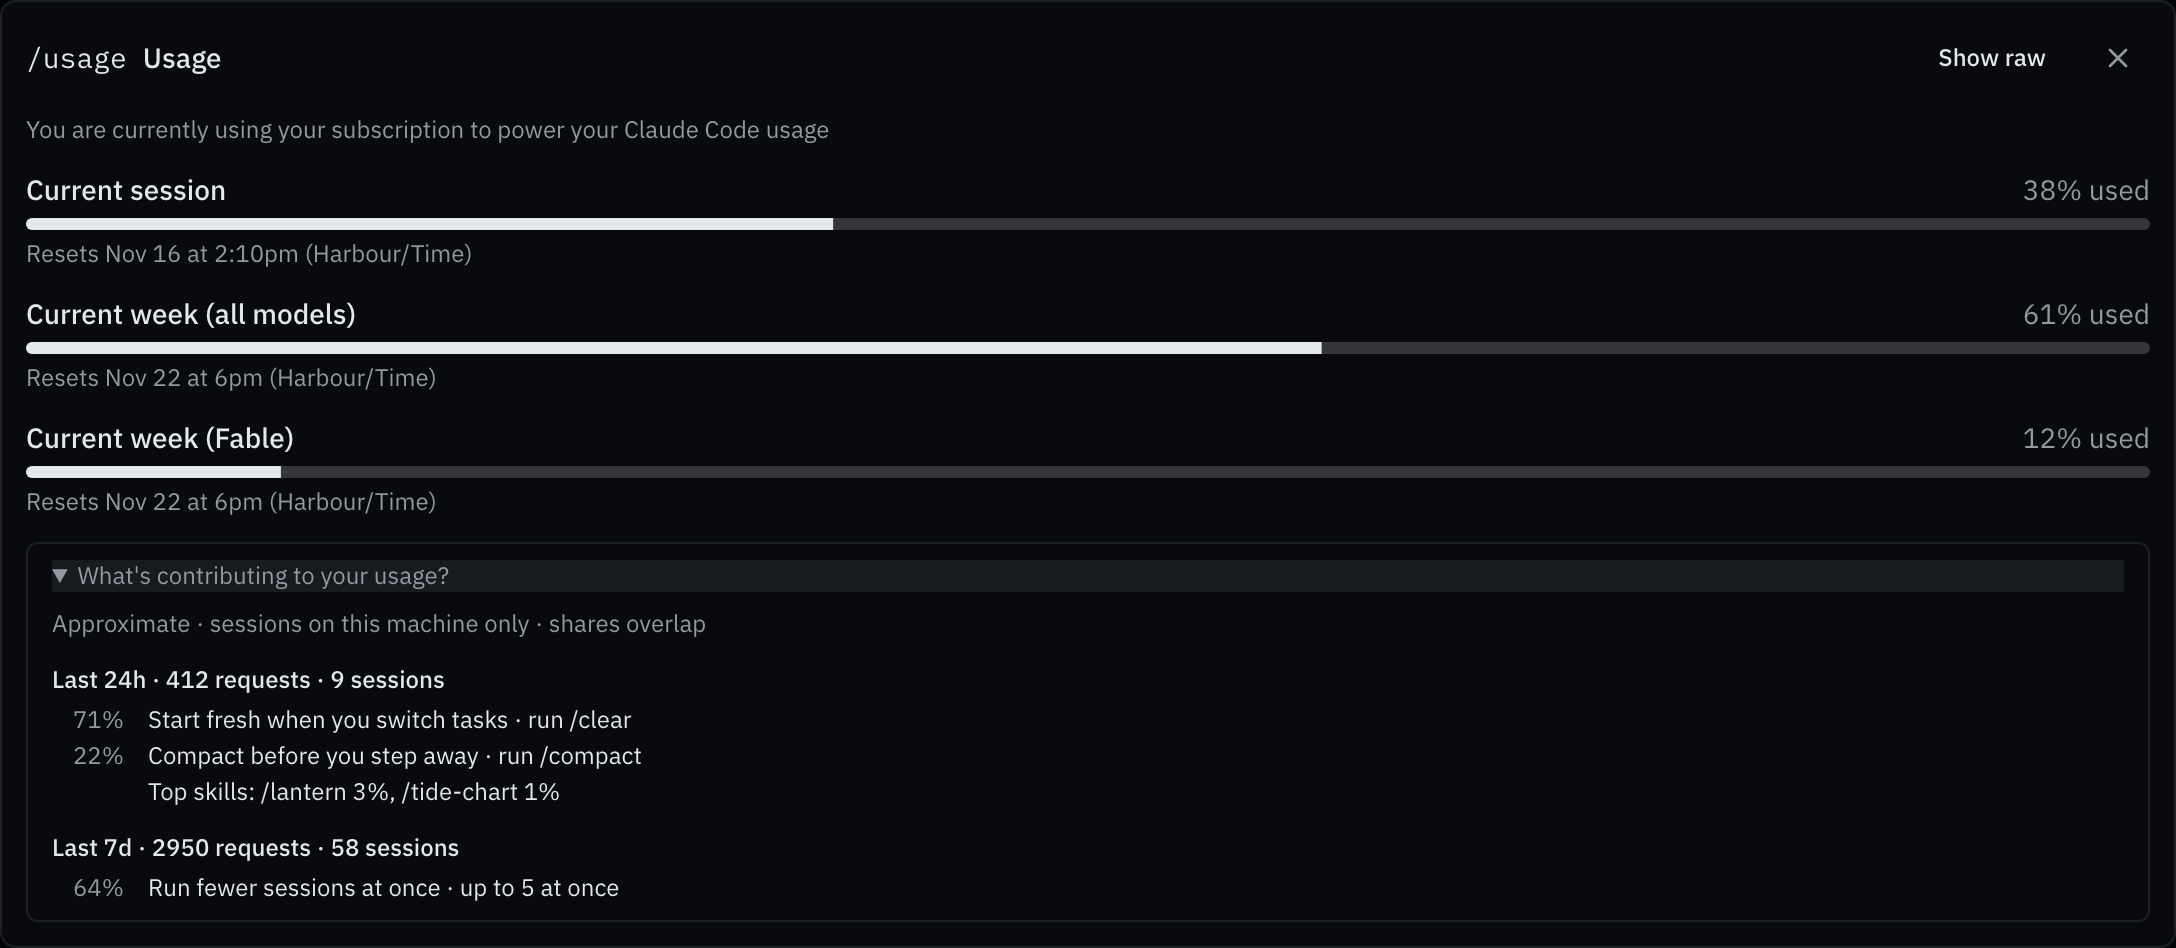 /usage Usage
Show raw
You are currently using your subscription to power your Claude Code usage
Current session
38% used
Resets Nov 16 at 2:10pm (Harbour/Time)
Current week (all models)
61% used
Resets Nov 22 at 6pm (Harbour/Time)
Current week (Fable)
12% used
Resets Nov 22 at 6pm (Harbour/Time)
What's contributing to your usage?
Approximate · sessions on this machine only · shares overlap
Last 24h · 412 requests · 9 sessions
71% Start fresh when you switch tasks · run /clear
22% Compact before you step away · run /compact
Top skills: /lantern 3%, /tide-chart 1%
Last 7d · 2950 requests · 58 sessions
64% Run fewer sessions at once · up to 5 at once